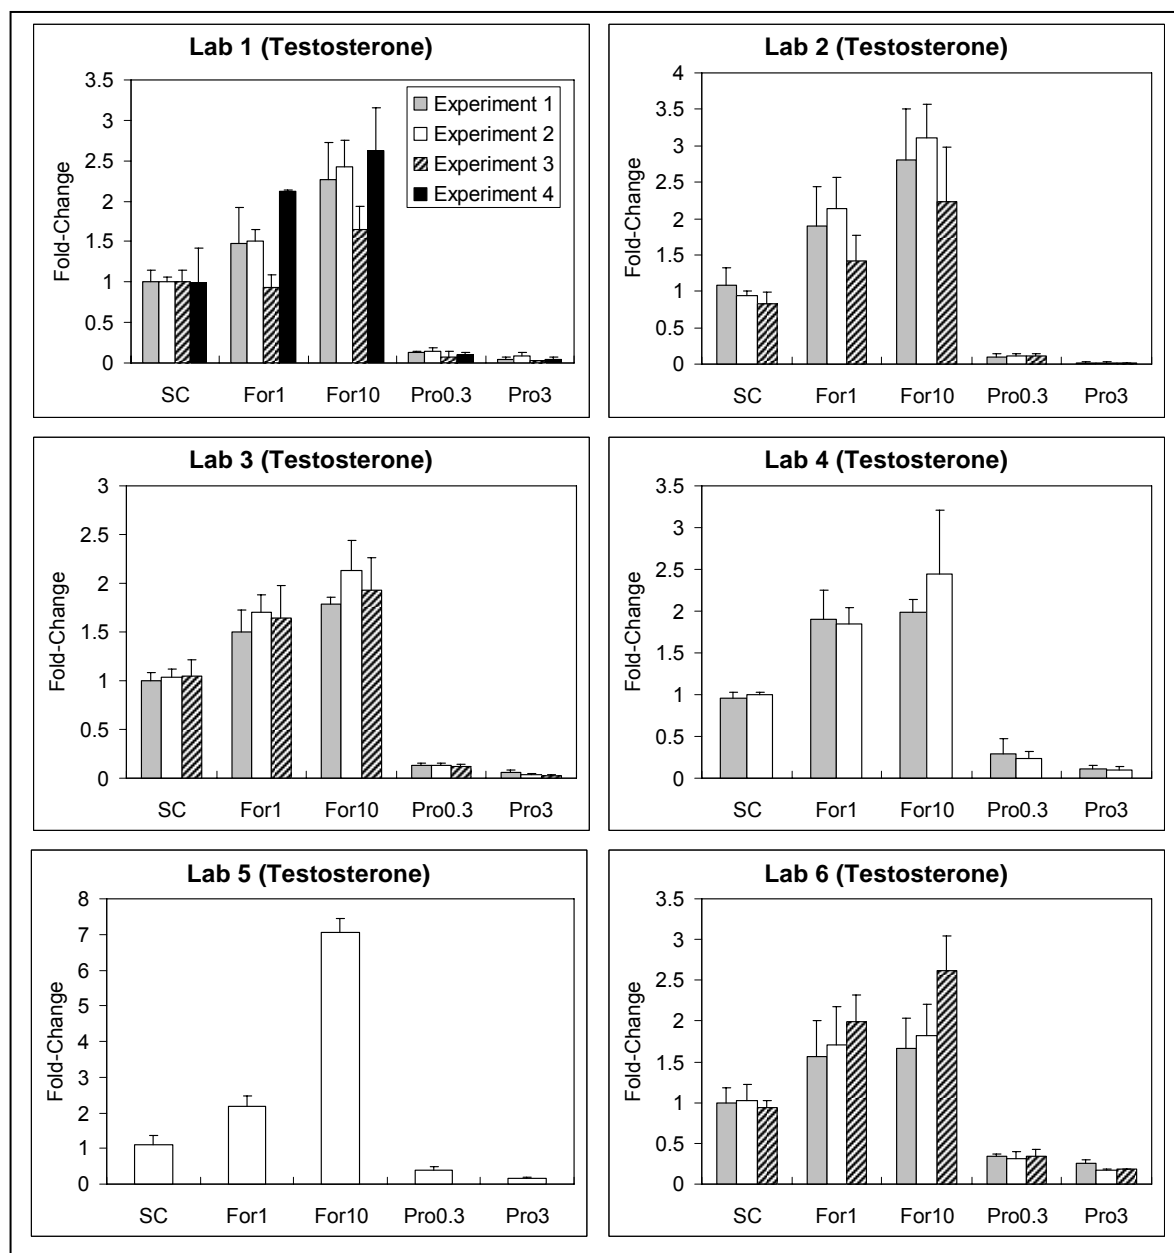 Lab 1 (Testosterone)
Fold-Change
3.5
3
2.5
2
1.5
1
0.5
0
Experiment 1
Experiment 2
Experiment 3
Experiment 4
SC For1 For10 Pro0.3 Pro3
Lab 2 (Testosterone)
Fold-Change
4
3.5
3
2.5
2
1.5
1
0.5
0
SC For1 For10 Pro0.3 Pro3
Lab 3 (Testosterone)
Fold-Change
3
2.5
2
1.5
1
0.5
0
SC For1 For10 Pro0.3 Pro3
Lab 4 (Testosterone)
Fold-Change
3.5
3
2.5
2
1.5
1
0.5
0
SC For1 For10 Pro0.3 Pro3
Lab 5 (Testosterone)
Fold-Change
8
7
6
5
4
3
2
1
0
SC For1 For10 Pro0.3 Pro3
Lab 6 (Testosterone)
Fold-Change
3.5
3
2.5
2
1.5
1
0.5
0
SC For1 For10 Pro0.3 Pro3